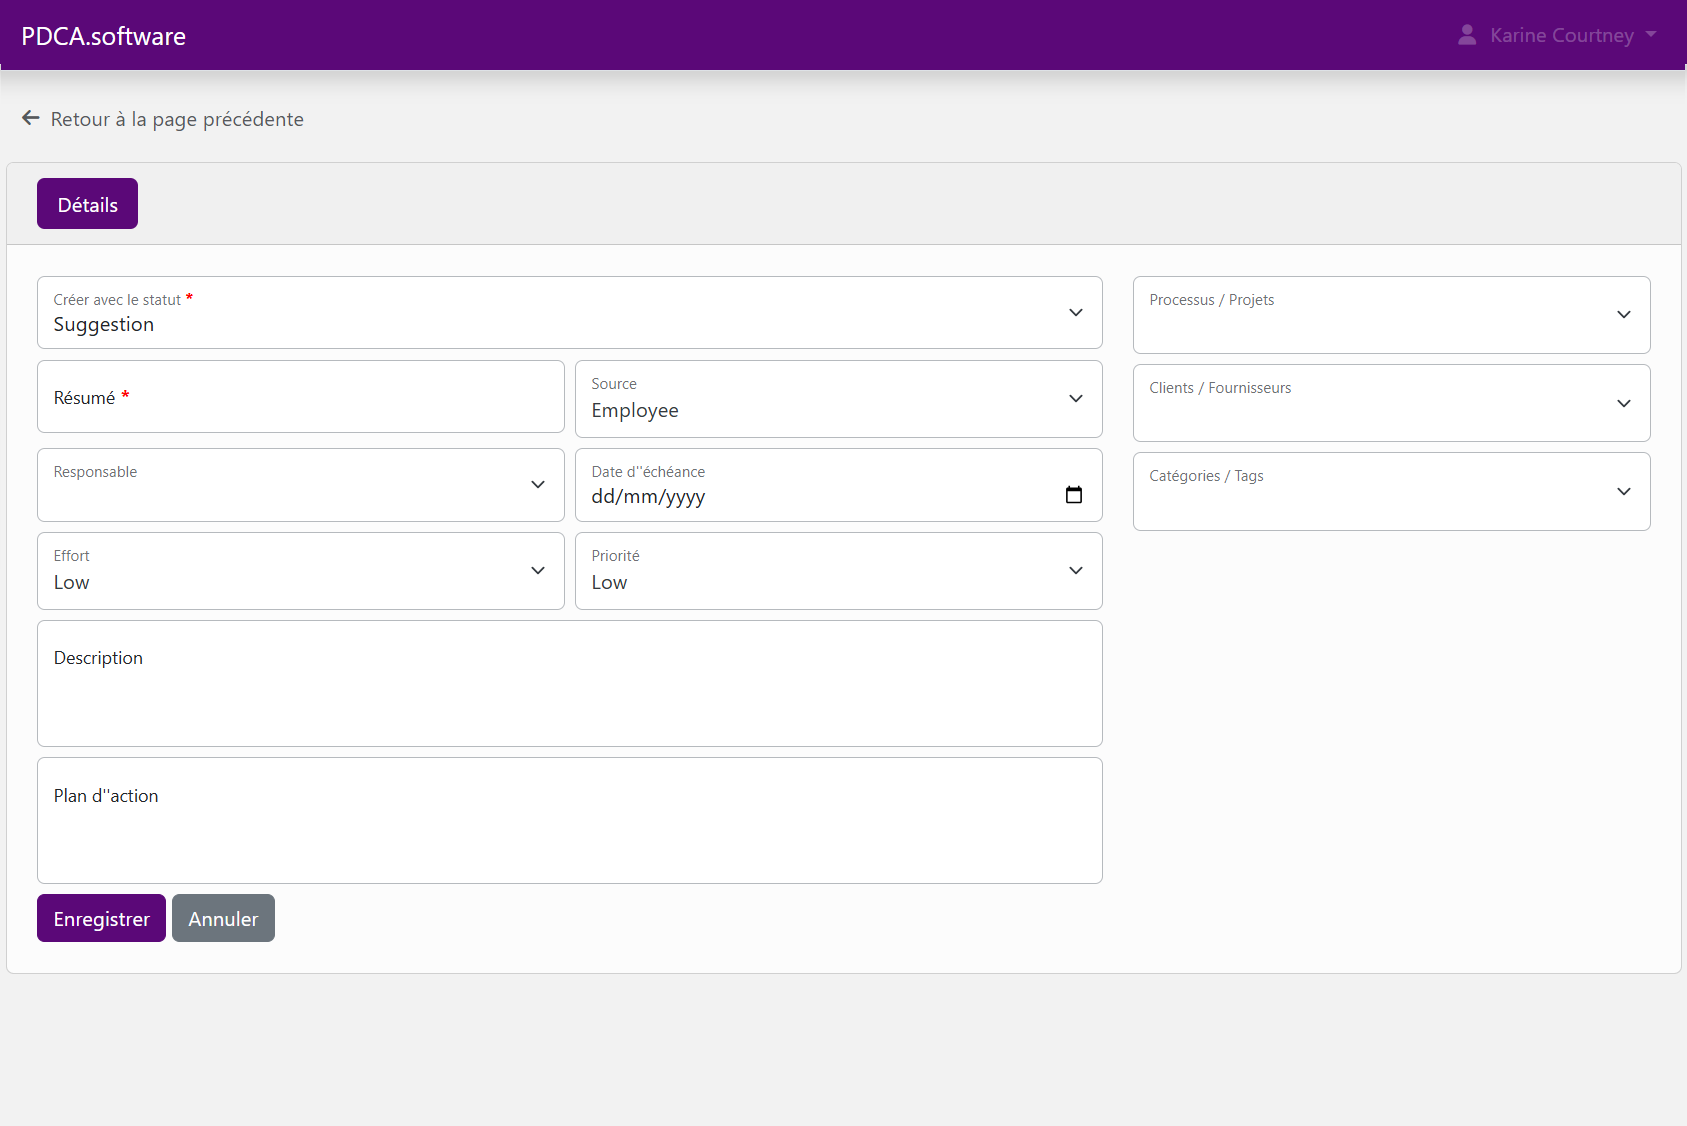 PDCA.software
Karine Courtney
Retour à la page précédente
Détails
Créer avec le statut *
Suggestion
Résumé *
Source
Employee
Responsable
Date d''échéance
dd/mm/yyyy
Effort
Low
Priorité
Low
Description
Plan d''action
Enregistrer
Annuler
Processus / Projets
Clients / Fournisseurs
Catégories / Tags